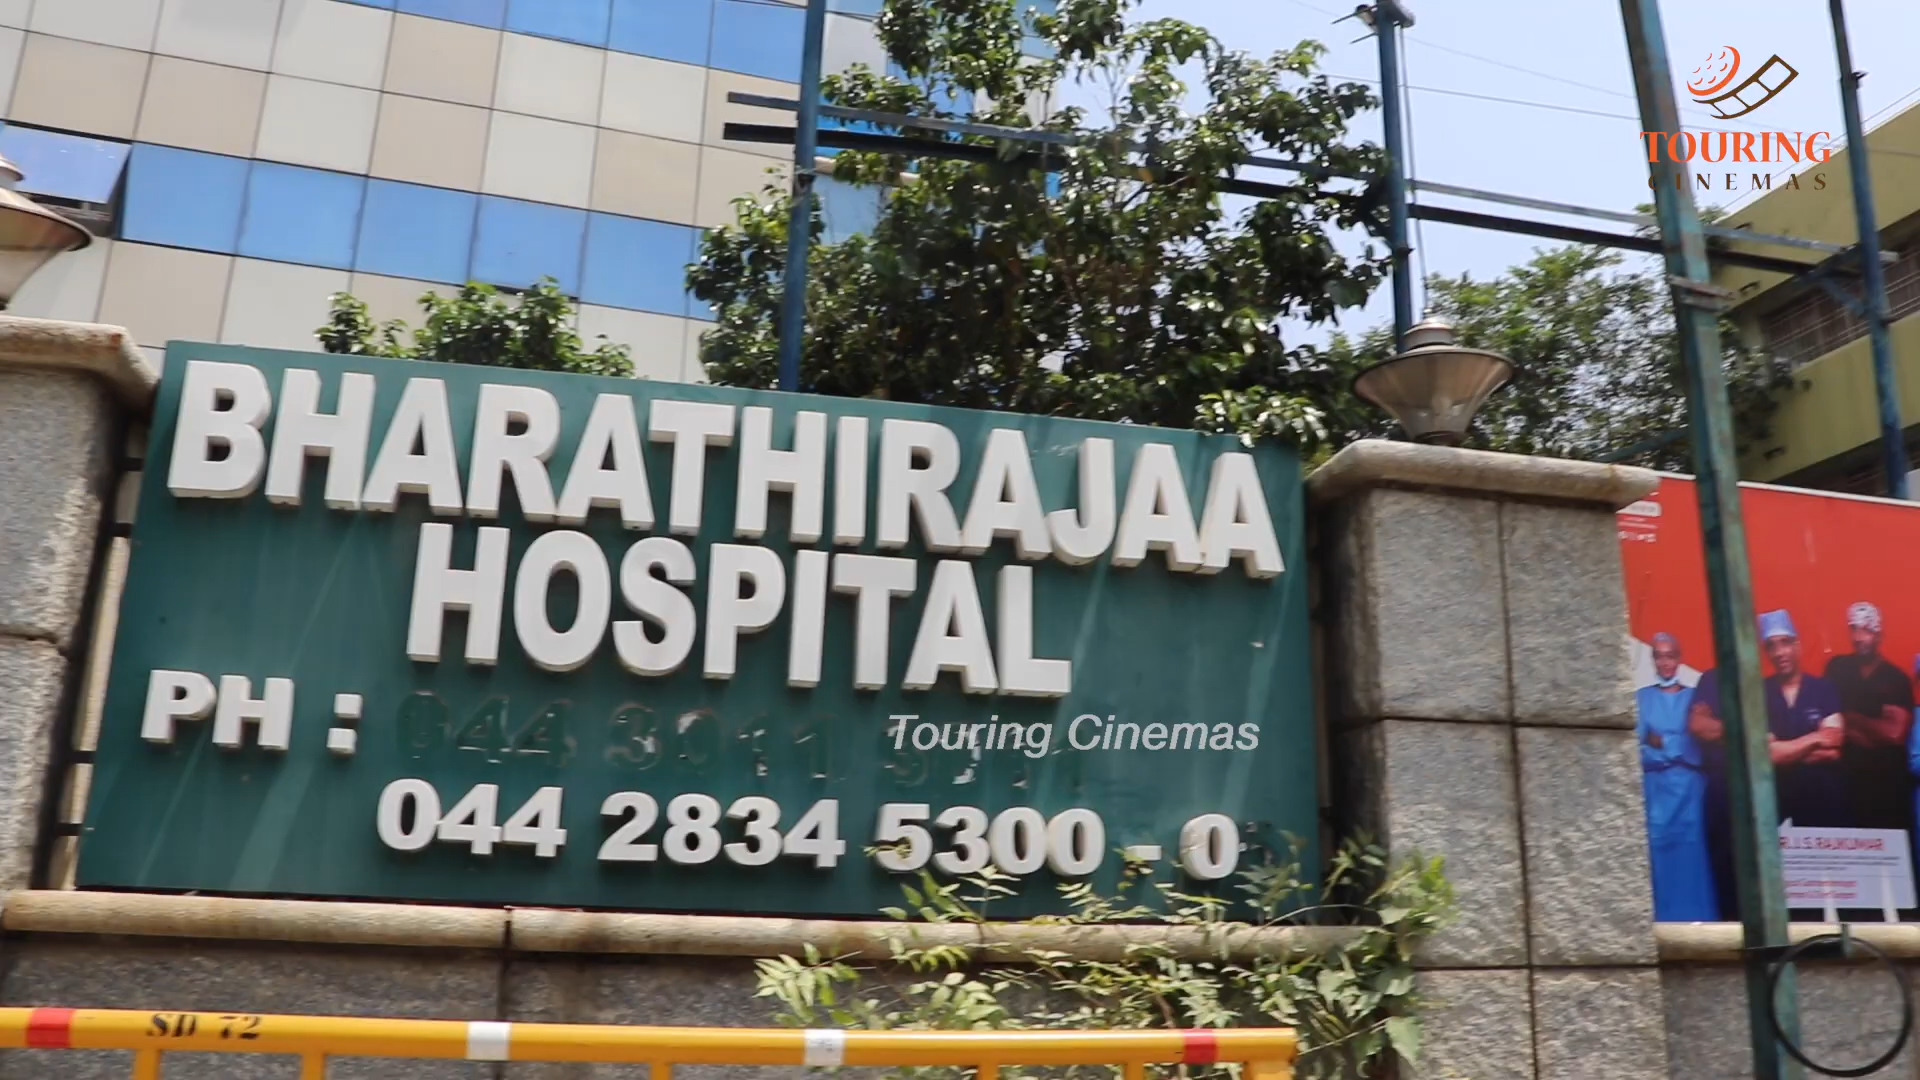 TOURING
CINEMAS
BHARATHIRAJAA
HOSPITAL
PH :
Touring Cinemas
044 2834 5300 - 0
SD 72